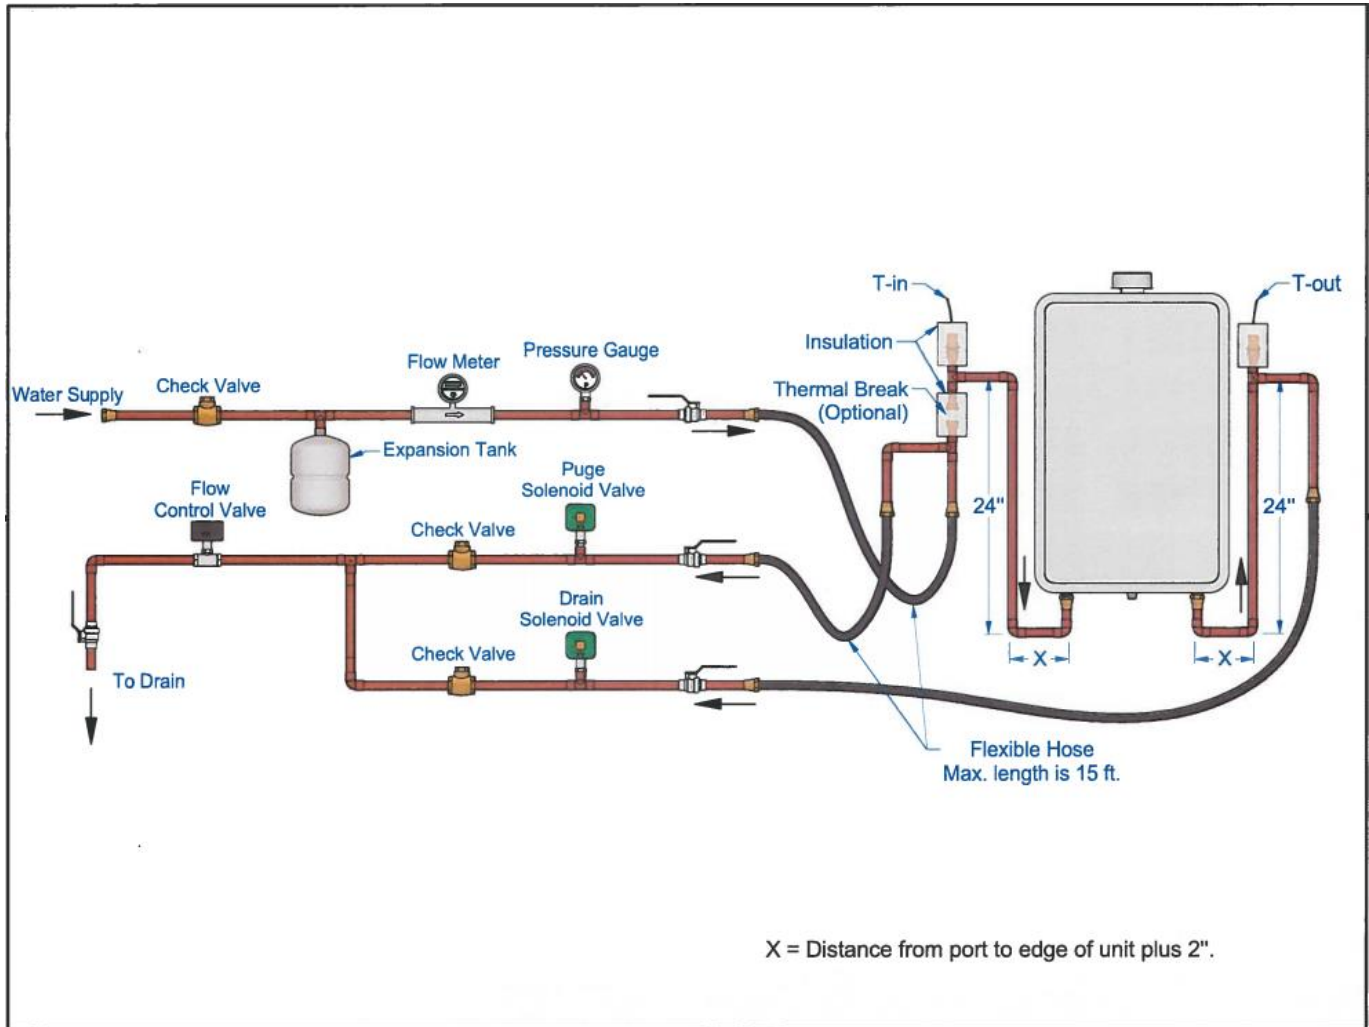 T-in
T-out
Insulation
Pressure Gauge
Flow Meter
Check Valve
Water Supply
Thermal Break
(Optional)
Expansion Tank
Puge
Solenoid Valve
Flow
Control Valve
Check Valve
24"
24"
Drain
Solenoid Valve
Check Valve
X
X
To Drain
Flexible Hose
Max. length is 15 ft.
X = Distance from port to edge of unit plus 2".